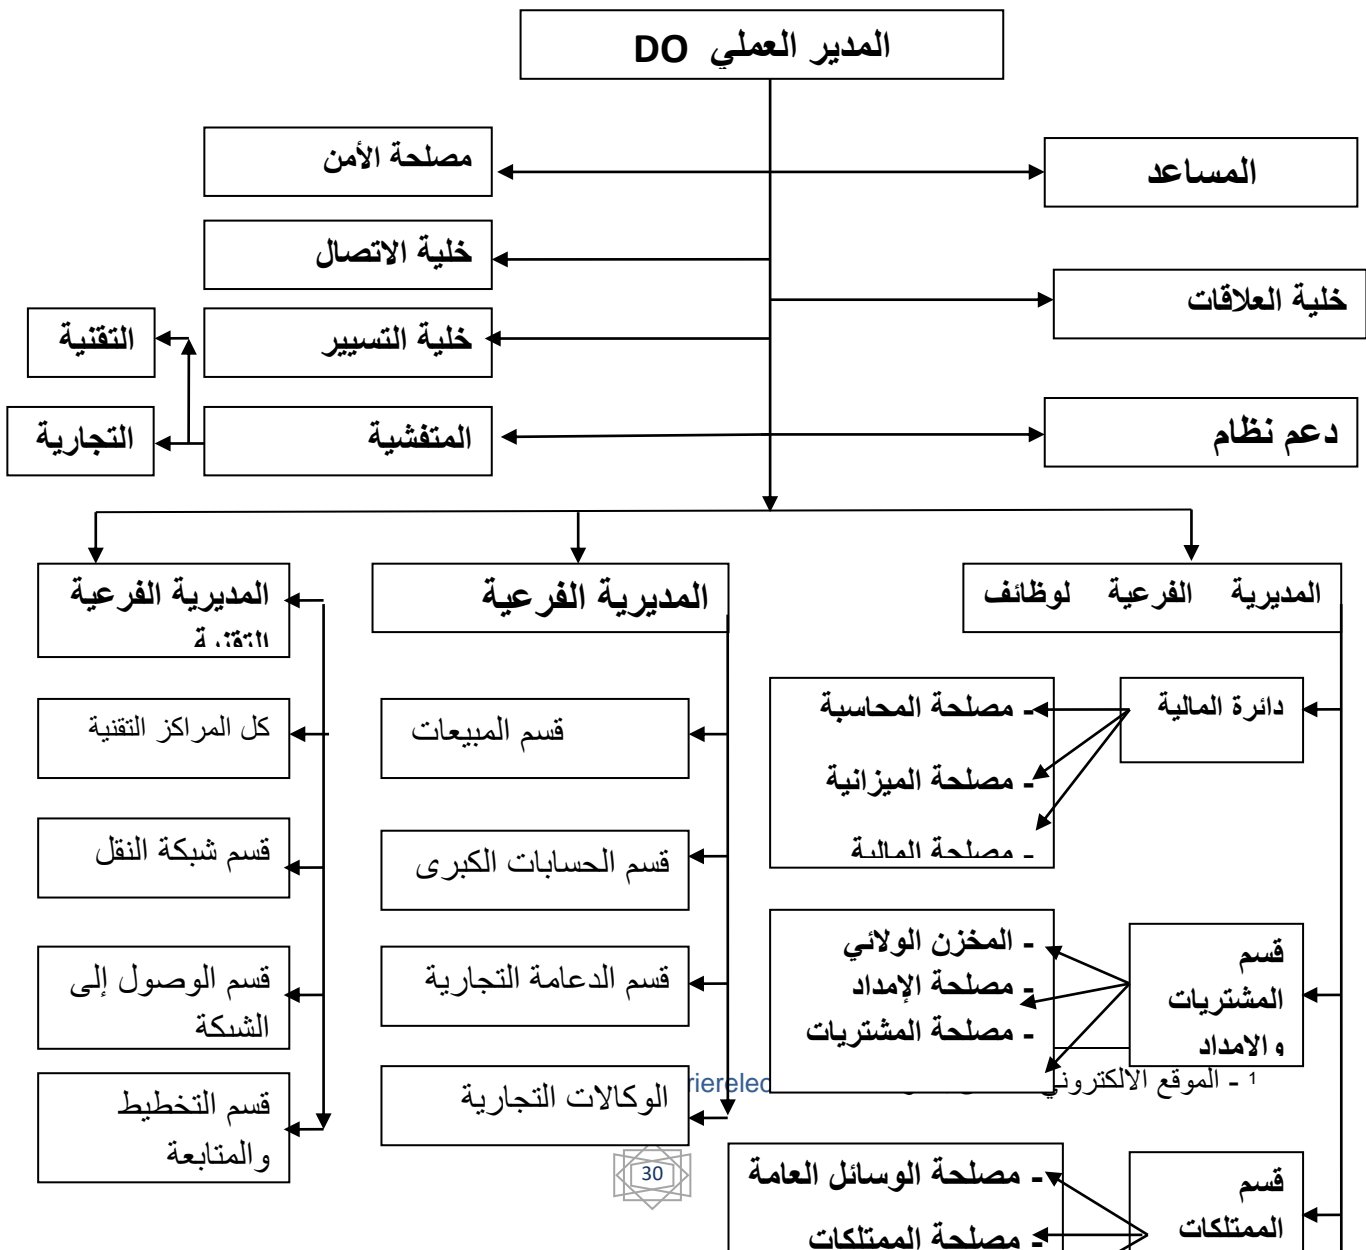 المدير العملي DO
مصلحة الأمن
المساعد
خلية الاتصال
خلية العلاقات
خلية التسيير
التقنية
المتفشية
التجارية
دعم نظام
المديرية الفرعية لوظائف
المديرية الفرعية
المديرية الفرعية
التقنية
دائرة المالية
- مصلحة المحاسبة
- مصلحة الميزانية
- مصلحة المالية
قسم
المشتريات
والامداد
- المخزن الولائي
- مصلحة الإمداد
- مصلحة المشتريات
قسم
الممتلكات
- مصلحة الوسائل العامة
- مصلحة الممتلكات
قسم المبيعات
قسم الحسابات الكبرى
قسم الدعامة التجارية
الوكالات التجارية
كل المراكز التقنية
قسم شبكة النقل
قسم الوصول إلى
الشبكة
قسم التخطيط
والمتابعة
1 - الموقع الالكتروني
rierelec
30